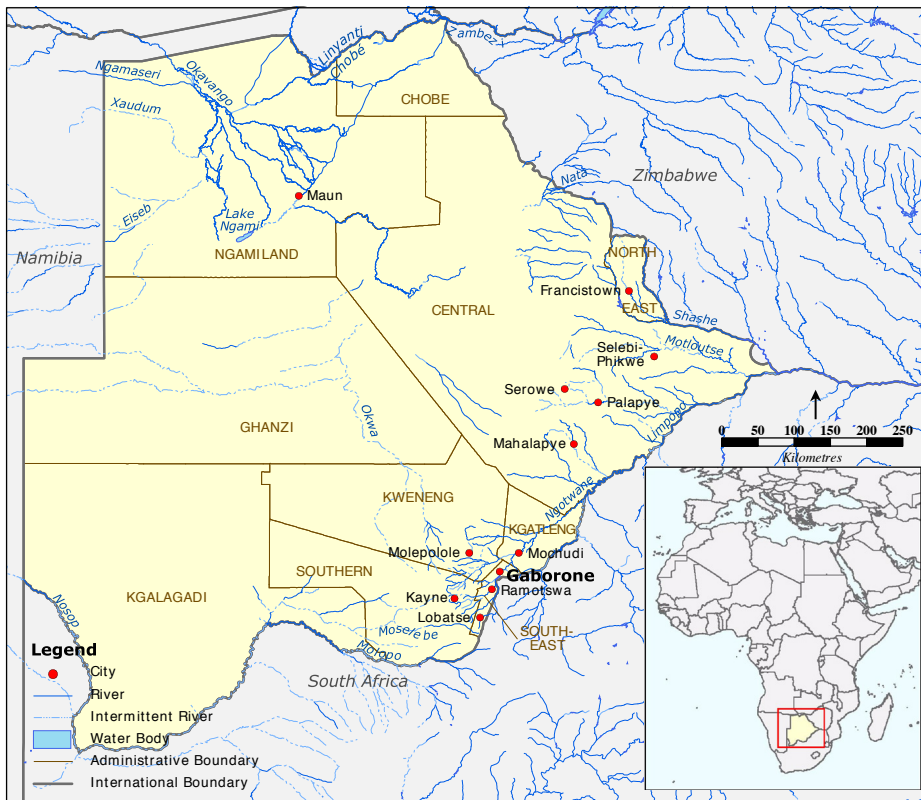 Linyanti
Chobé
Zambezi
Ngamaseri
Okavango
Xaudum
CHOBE
Nata
Zimbabwe
Maun
Eiseb
Lake
Ngami
Namibia
NGAMILAND
NORTH
EAST
Francistown
CENTRAL
Shashe
Motloutse
Selebi-
Phikwe
Serowe
Palapye
Okwa
Limpopo
GHANZI
Mahalapye
0 50 100 150 200 250
Kilometres
KWENENG
Ngotwane
KGATLENG
Molepolole
Mochudi
SOUTHERN
Gaborone
Ramotswa
KGALAGADI
Kayne
Lobatse
Nosop
Moselebe
SOUTH-
EAST
Molopo
South Africa
Legend
City
River
Intermittent River
Water Body
Administrative Boundary
International Boundary